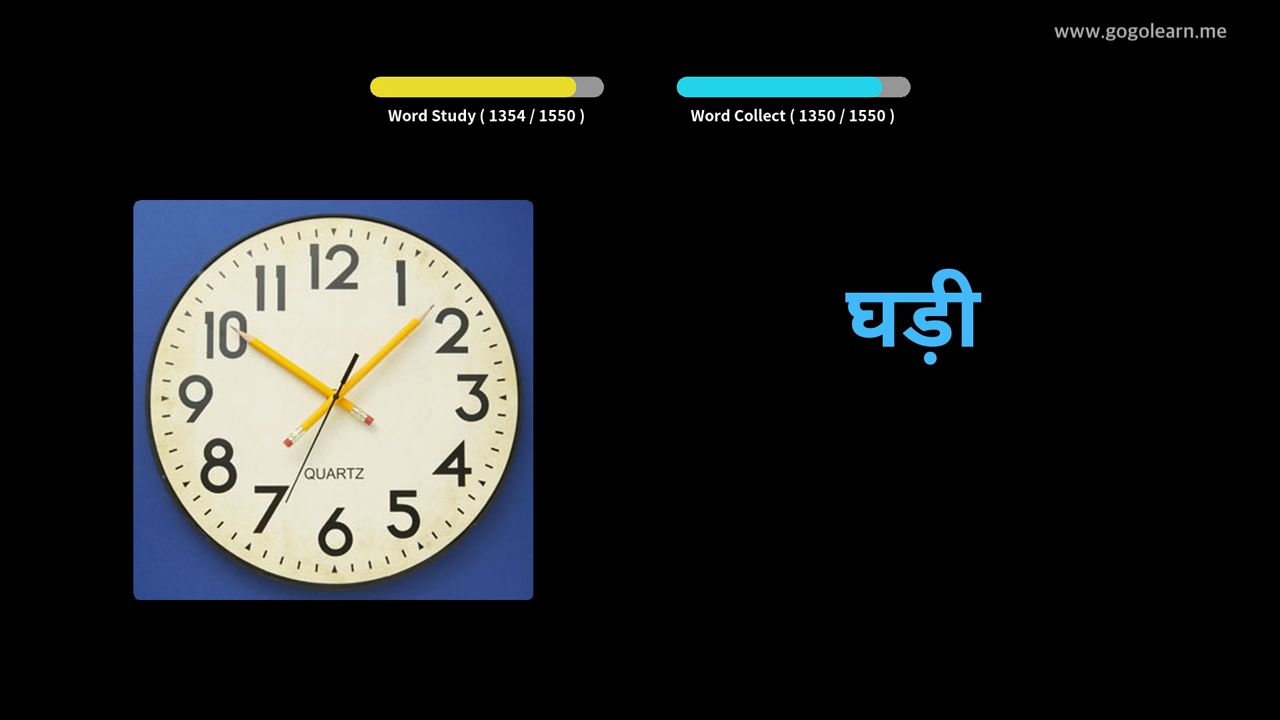 www.gogolearn.me
Word Study ( 1354 / 1550 )
Word Collect ( 1350 / 1550 )
12
11
1
10
2
9
3
8
4
7
5
6
QUARTZ
घड़ी